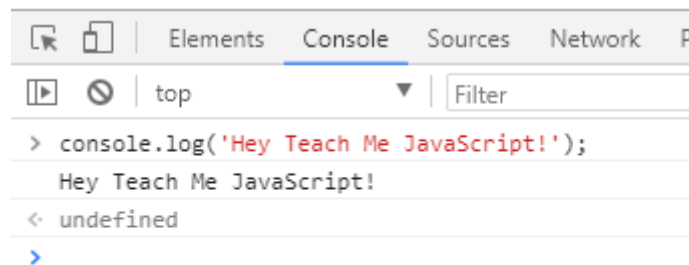 Elements Console Sources Network
top ▼ Filter
> console.log('Hey Teach Me JavaScript!');
Hey Teach Me JavaScript!
<· undefined
>